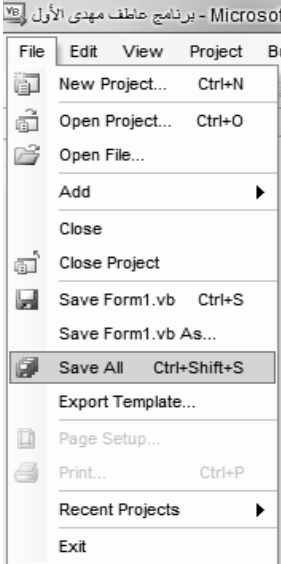 برنامج عاطف مهدى الأول - Microsof
File Edit View Project B
New Project... Ctrl+N
Open Project... Ctrl+O
Open File...
Add
Close
Close Project
Save Form1.vb Ctrl+S
Save Form1.vb As...
Save All Ctrl+Shift+S
Export Template...
Page Setup...
Print... Ctrl+P
Recent Projects
Exit